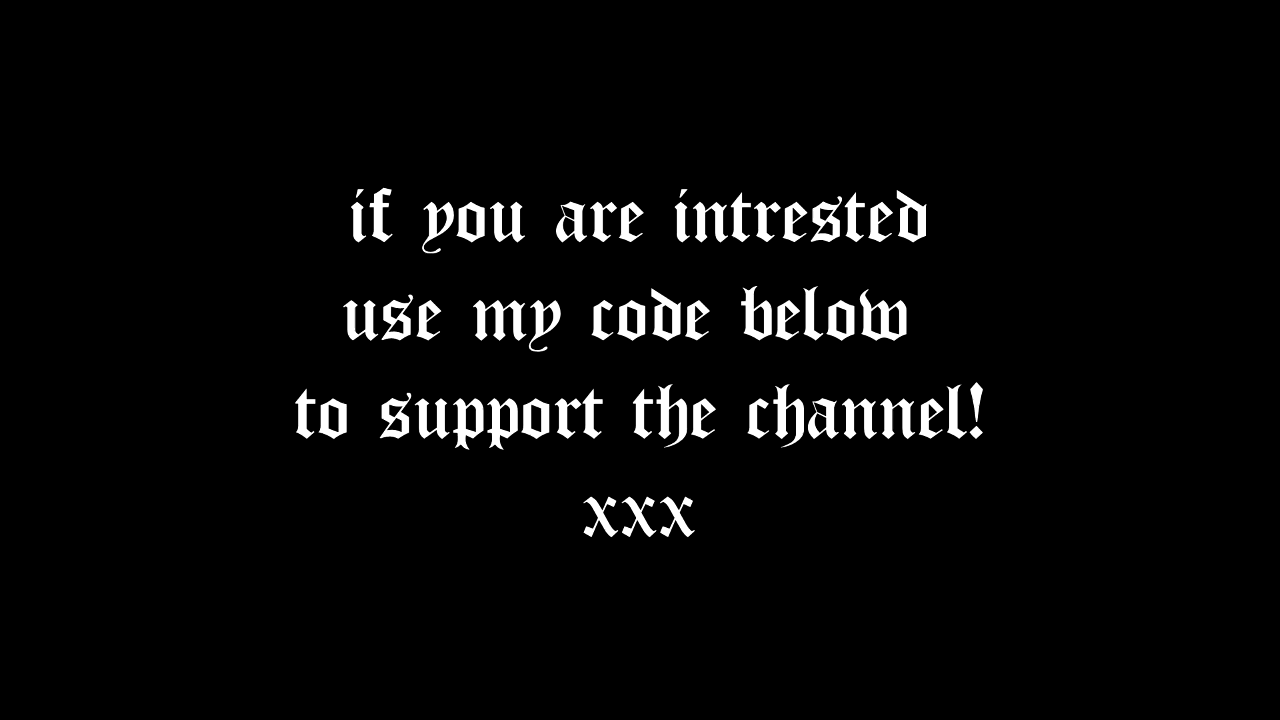 if you are intrested
use my code below
to support the channel!
xxx